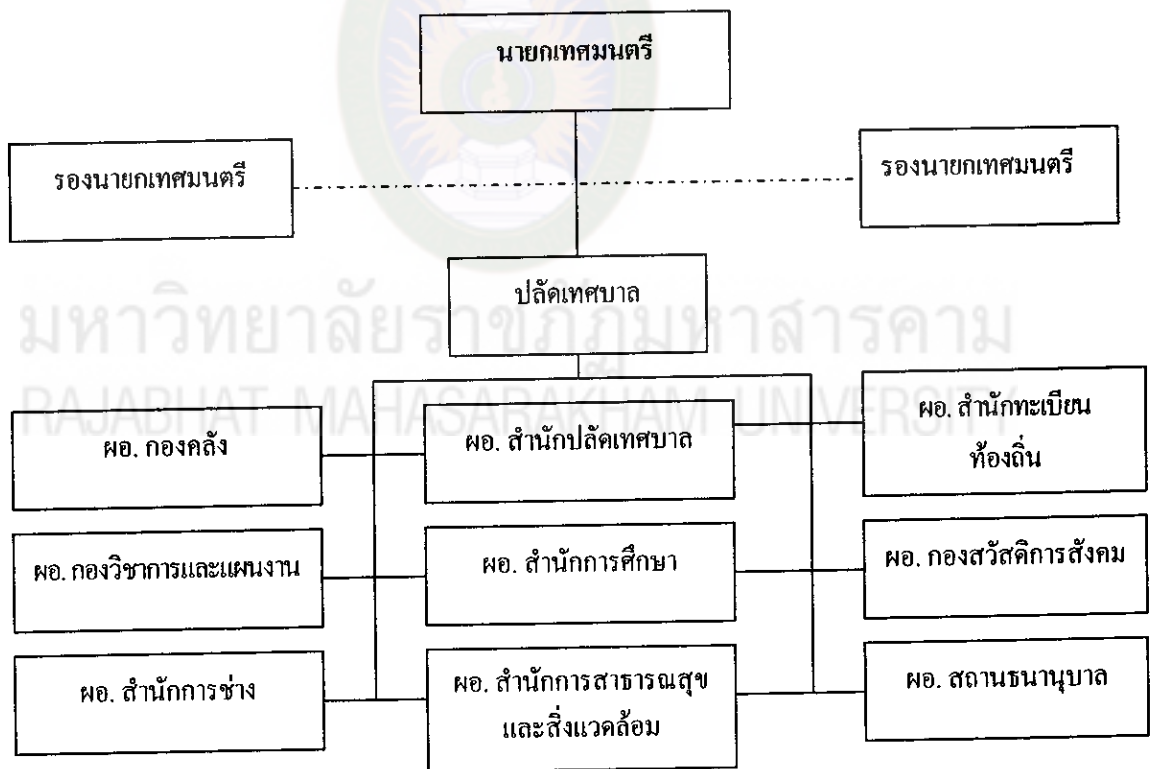 นายกเทศมนตรี
รองนายกเทศมนตรี
รองนายกเทศมนตรี
ปลัดเทศบาล
มหาวิทยาลัยราชภัฏมหาสารคาม
RAJABHAT MAHASARAKHAM UNIVERSITY
ผอ. กองคลัง
ผอ. สำนักปลัดเทศบาล
ผอ. สำนักทะเบียน
ท้องถิ่น
ผอ. กองวิชาการและแผนงาน
ผอ. สำนักการศึกษา
ผอ. กองสวัสดิการสังคม
ผอ. สำนักการช่าง
ผอ. สำนักการสาธารณสุข
และสิ่งแวดล้อม
ผอ. สถานธนานุบาล